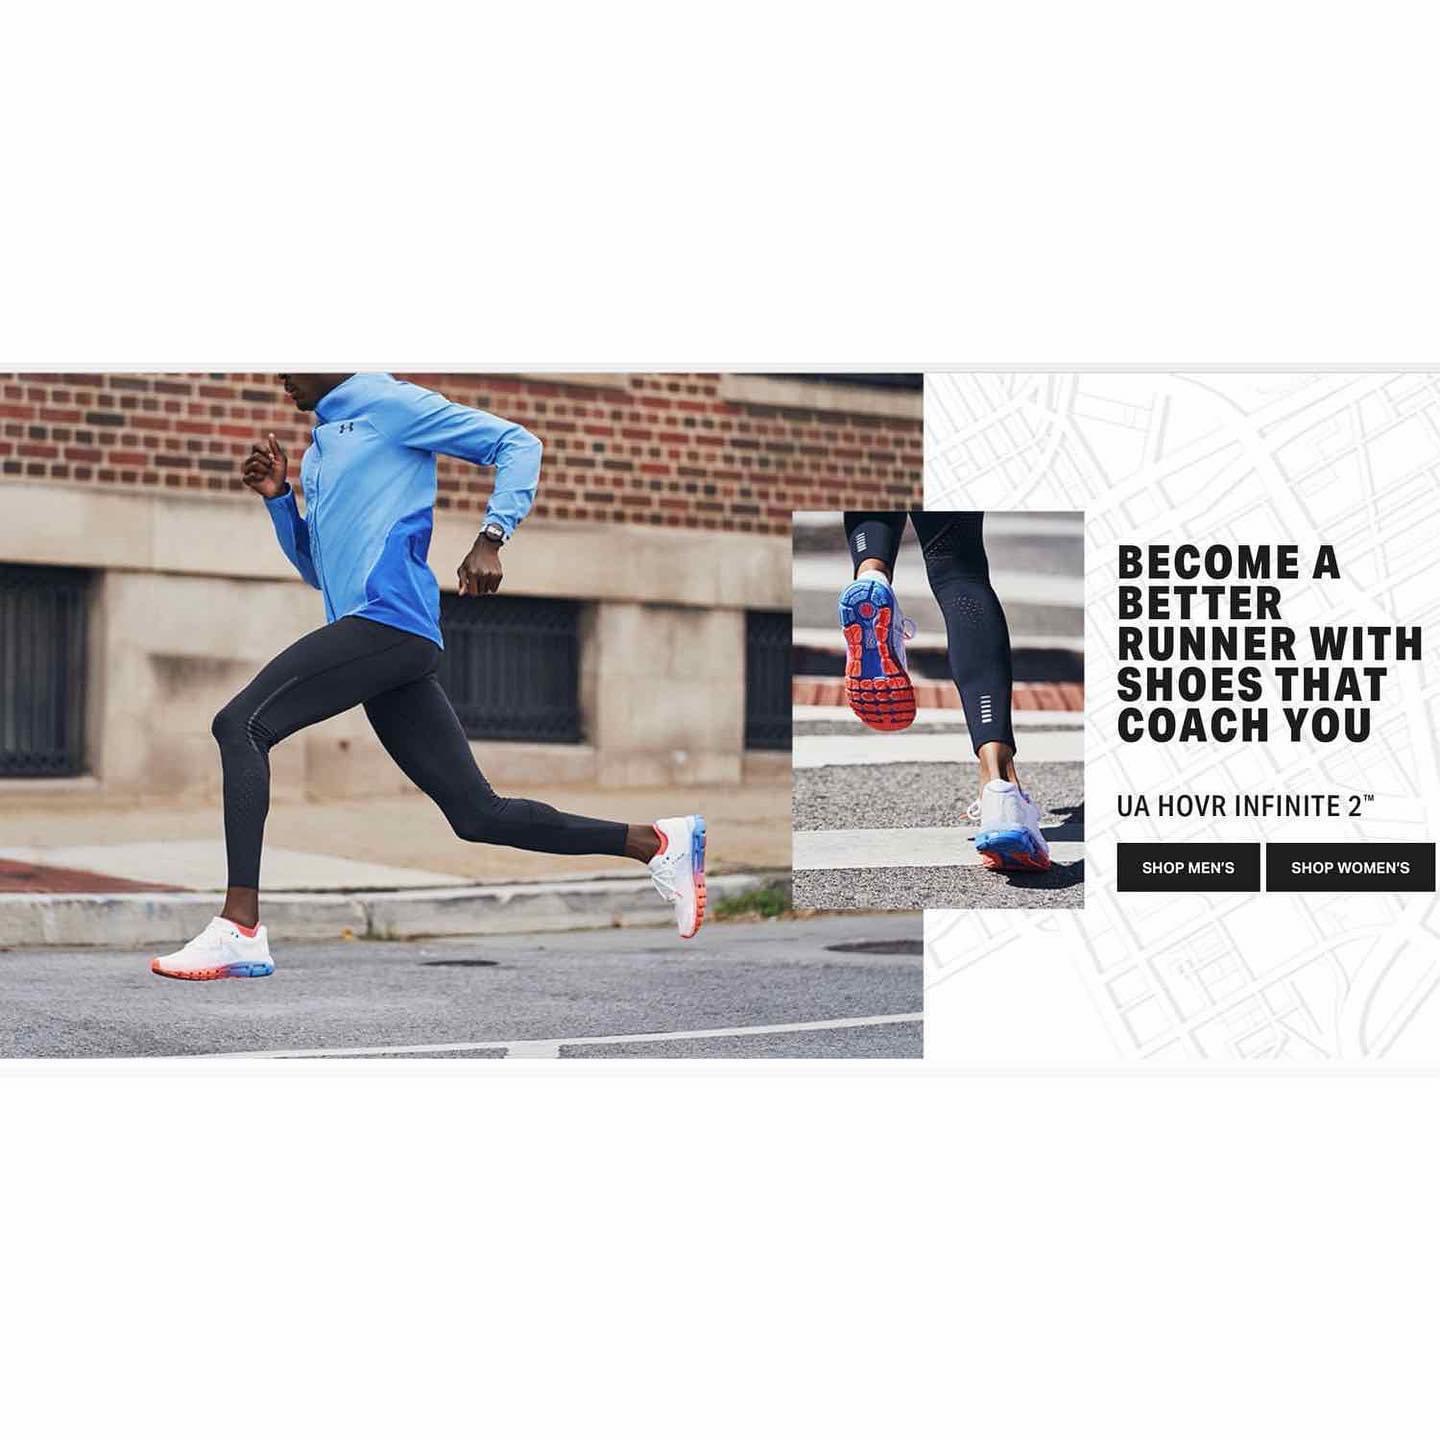 BECOME A
BETTER
RUNNER WITH
SHOES THAT
COACH YOU
UA HOVR INFINITE 2™
SHOP MEN'S
SHOP WOMEN'S